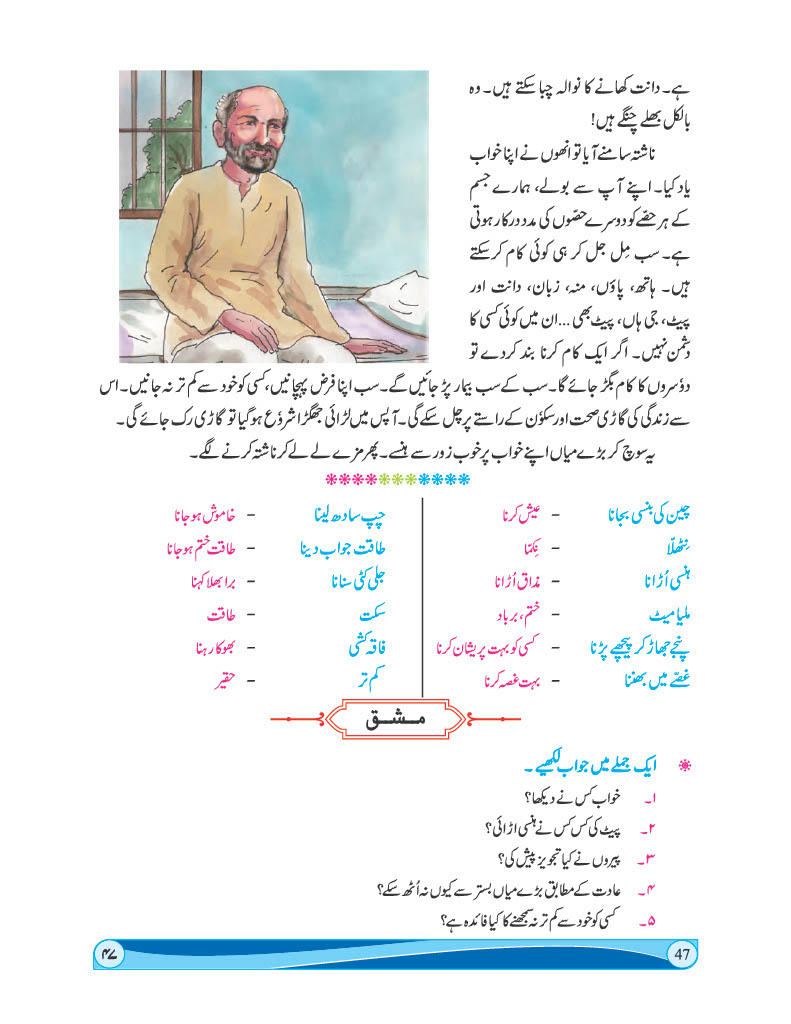 ہے۔ دانت کھانے کا نوالہ چبا سکتے ہیں۔ وہ
بالکل بھلے چنگے ہیں!
ناشتہ سامنے آیا تو انھوں نے اپنا خواب
یاد کیا۔ اپنے آپ سے بولے، ہمارے جسم
کے ہر حصّے کو دوسرے حصّوں کی مدد درکار ہوتی
ہے۔ سب مِل جل کر ہی کوئی کام کر سکتے
ہیں۔ ہاتھ، پاؤں، منہ، زبان، دانت اور
پیٹ، جی ہاں، پیٹ بھی ... ان میں کوئی کسی کا
دشمن نہیں۔ اگر ایک کام کرنا بند کر دے تو
دؤسروں کا کام بگڑ جائے گا۔ سب کے سب بیمار پڑ جائیں گے۔ سب اپنا فرض پہچانیں، کسی کو خود سے کم تر نہ جانیں۔ اس
سے زندگی کی گاڑی صحت اور سکوٗن کے راستے پر چل سکے گی۔ آپس میں لڑائی جھگڑا شروٗع ہو گیا تو گاڑی رک جائے گی۔
یہ سوچ کر بڑے میاں اپنے خواب پر خوب زور سے ہنسے۔ پھر مزے لے لے کر ناشتہ کرنے لگے۔
چین کی بنسی بجانا - عیش کرنا
نِٹھلّا - نِکمّا
ہنسی اُڑانا - مذاق اُڑانا
ملیا میٹ - ختم، برباد
پنجے جھاڑ کر پیچھے پڑنا - کسی کو بہت پریشان کرنا
غصّے میں بھننا - بہت غصہ کرنا
چپ سادھ لینا - خاموش ہو جانا
طاقت جواب دینا - طاقت ختم ہو جانا
جلی کٹی سنانا - برا بھلا کہنا
سکت - طاقت
فاقہ کشی - بھوکا رہنا
کم تر - حقیر
مشق
ایک جملے میں جواب لکھیے۔
۱۔ خواب کس نے دیکھا؟
۲۔ پیٹ کی کس کس نے ہنسی اڑائی؟
۳۔ پیروں نے کیا تجویز پیش کی؟
۴۔ عادت کے مطابق بڑے میاں بستر سے کیوں نہ اُٹھ سکے؟
۵۔ کسی کو خود سے کم تر نہ سمجھنے کا کیا فائدہ ہے؟
47
۴۷